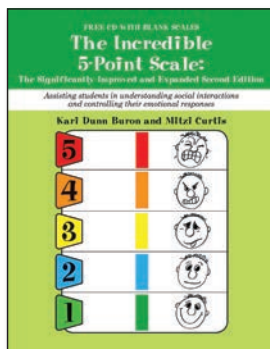 FREE CD WITH BLANK SCALES
The Incredible
5-Point Scale:
The Significantly Improved and Expanded Second Edition
Assisting students in understanding social interactions
and controlling their emotional responses
Kari Dunn Buron and Mitzi Curtis
5
4
3
2
1